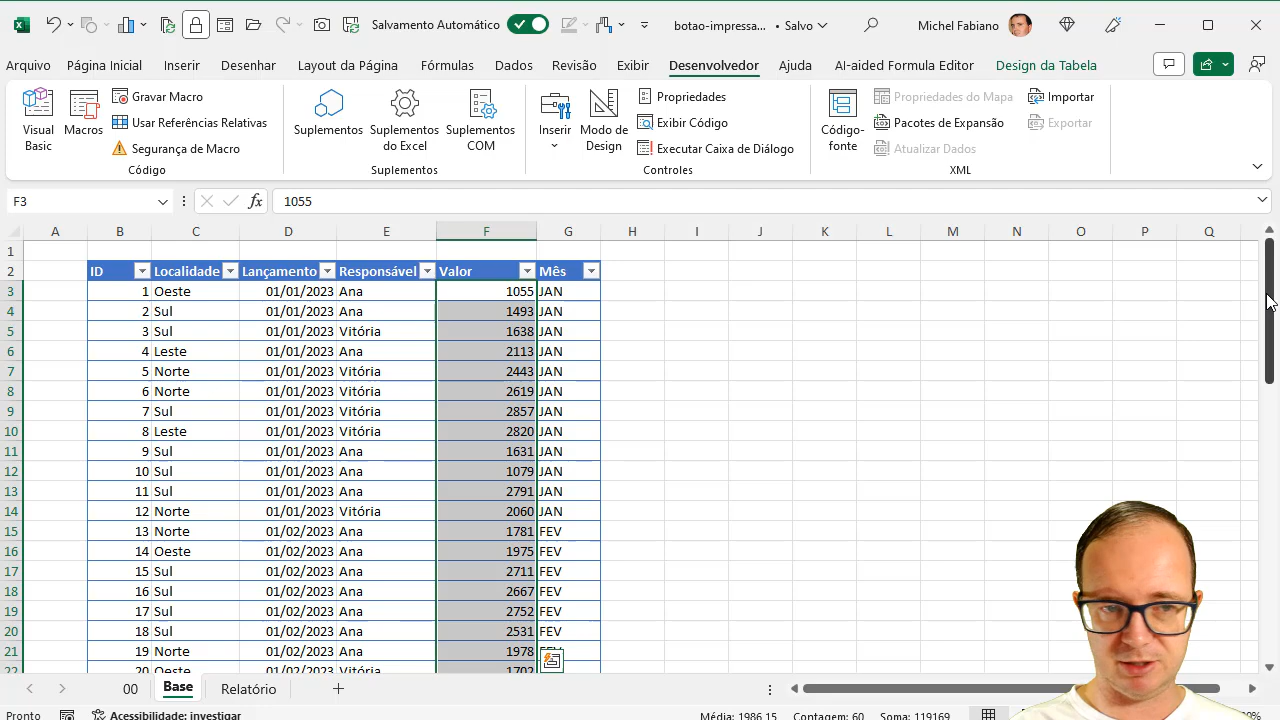 Salvamento Automático botao-impressa... • Salvo Michel Fabiano
Arquivo Página Inicial Inserir Desenhar Layout da Página Fórmulas Dados Revisão Exibir Desenvolvedor Ajuda AI-aided Formula Editor Design da Tabela
Visual Basic
Macros
Gravar Macro
Usar Referências Relativas
Segurança de Macro
Código
Suplementos
Suplementos do Excel
Suplementos COM
Suplementos
Inserir
Modo de Design
Propriedades
Exibir Código
Executar Caixa de Diálogo
Controles
Código-fonte
Propriedades do Mapa
Pacotes de Expansão
Atualizar Dados
Importar
Exportar
XML
F3 fx 1055
A B C D E F G H I J K L M N O P Q
1
2 ID Localidade Lançamento Responsável Valor Mês
3 1 Oeste 01/01/2023 Ana 1055 JAN
4 2 Sul 01/01/2023 Ana 1493 JAN
5 3 Sul 01/01/2023 Vitória 1638 JAN
6 4 Leste 01/01/2023 Ana 2113 JAN
7 5 Norte 01/01/2023 Vitória 2443 JAN
8 6 Norte 01/01/2023 Vitória 2619 JAN
9 7 Sul 01/01/2023 Vitória 2857 JAN
10 8 Leste 01/01/2023 Vitória 2820 JAN
11 9 Sul 01/01/2023 Ana 1631 JAN
12 10 Sul 01/01/2023 Ana 1079 JAN
13 11 Sul 01/01/2023 Ana 2791 JAN
14 12 Norte 01/01/2023 Vitória 2060 JAN
15 13 Norte 01/02/2023 Ana 1781 FEV
16 14 Oeste 01/02/2023 Ana 1975 FEV
17 15 Sul 01/02/2023 Ana 2711 FEV
18 16 Sul 01/02/2023 Ana 2667 FEV
19 17 Sul 01/02/2023 Ana 2752 FEV
20 18 Sul 01/02/2023 Ana 2531 FEV
21 19 Norte 01/02/2023 Ana 1978 FEV
22 20 Oeste 01/02/2023 Vitória 1702
00 Base Relatório
Pronto Acessibilidade: investigar Média: 1986,15 Contagem: 60 Soma: 119169